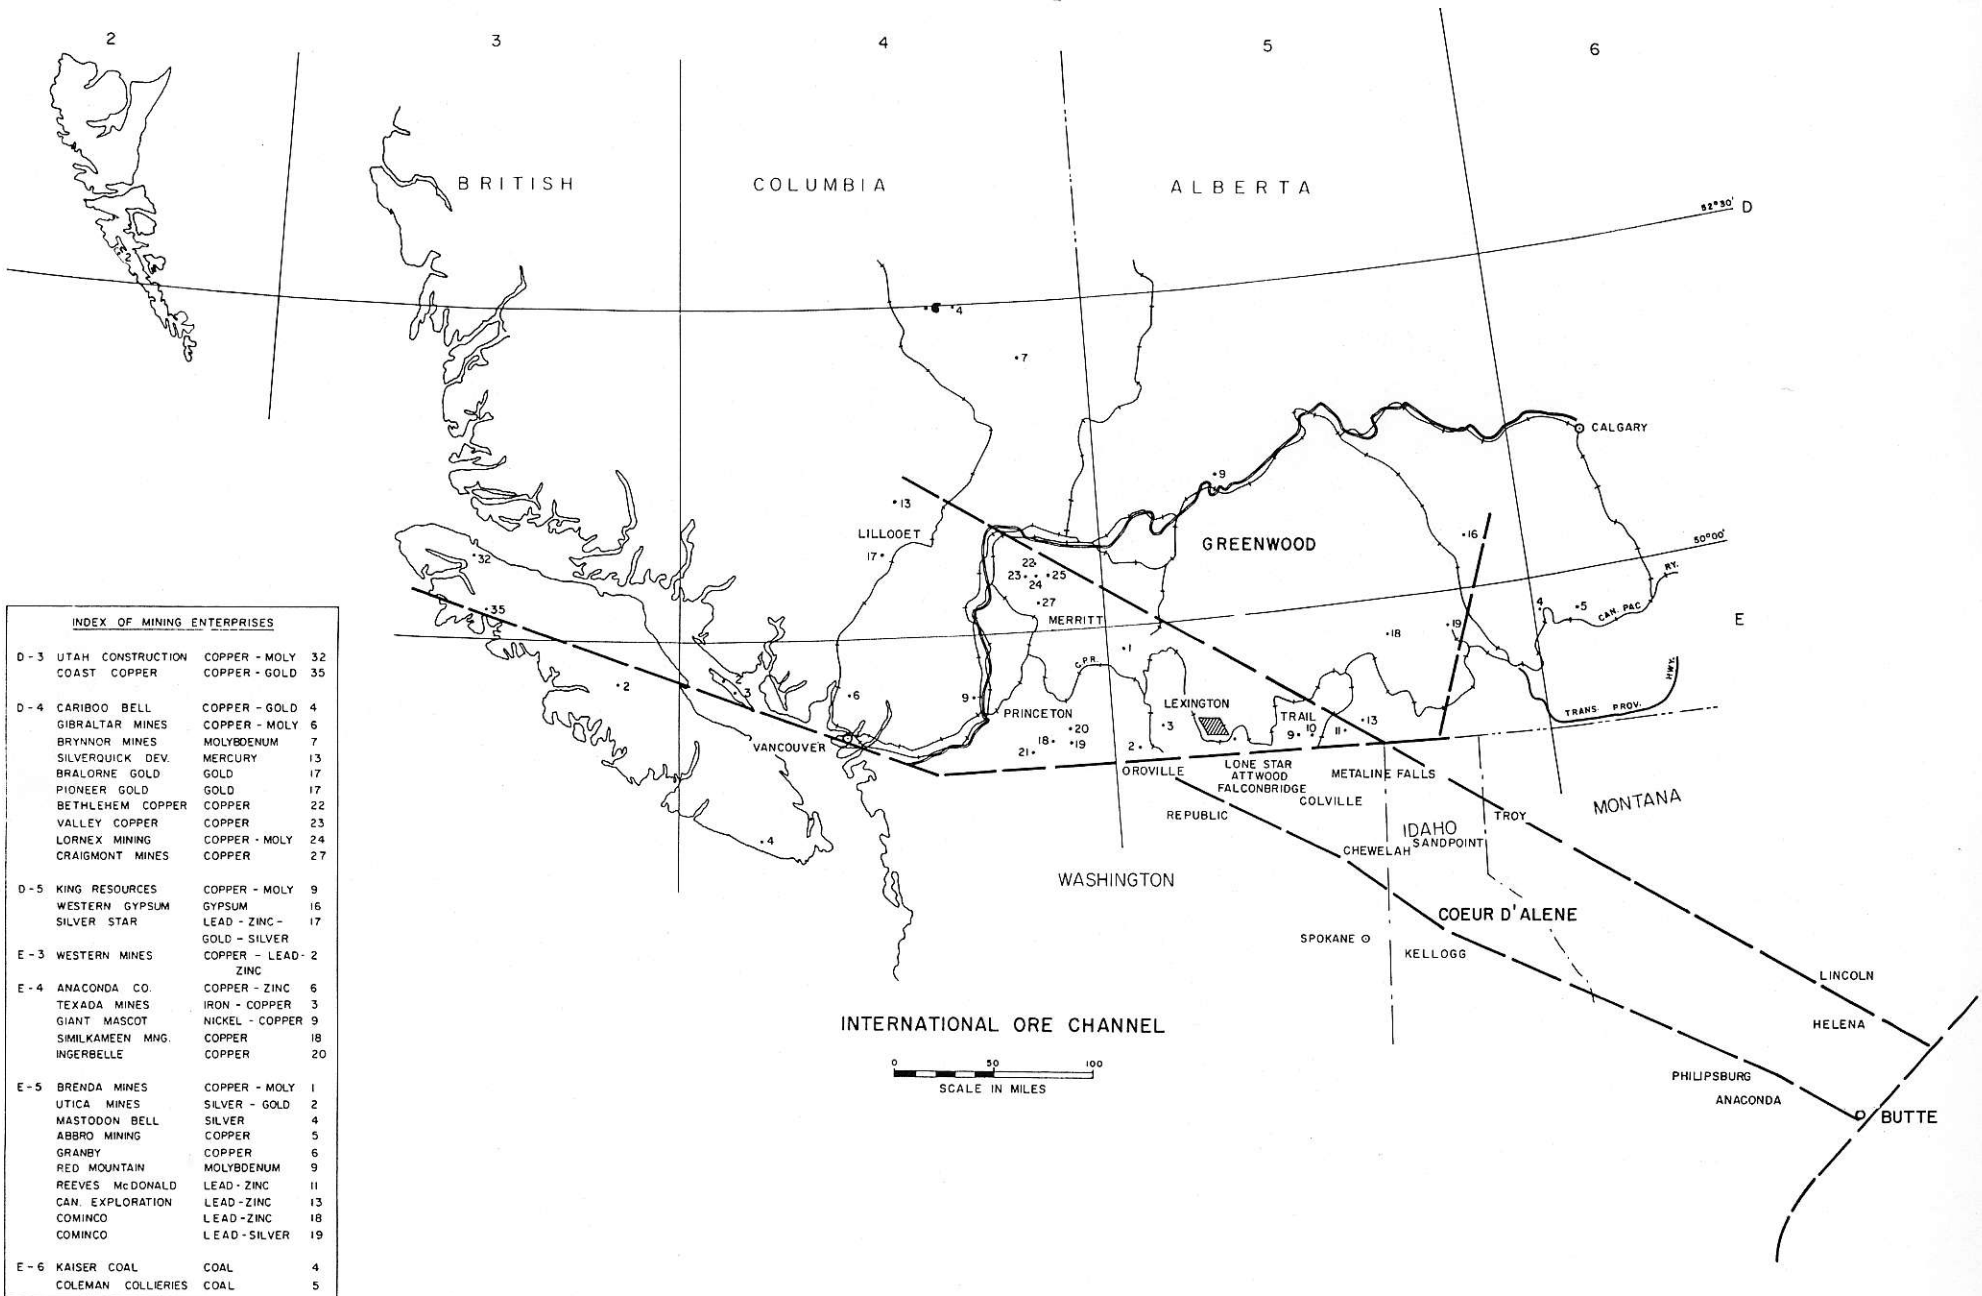 2
3
4
5
6
BRITISH
COLUMBIA
ALBERTA
52°30'
D
6
4
7
CALGARY
9
13
LILLOOET
17
GREENWOOD
16
50°00'
32
22
23
25
24
27
35
MERRITT
4
5
CAN. PAC.
RY.
E
18
19
1
C.P.R.
2
2
3
6
9
PRINCETON
20
18
19
21
LEXINGTON
3
2
TRAIL
9
10
11
13
TRANS. PROV.
HWY.
VANCOUVER
OROVILLE
LONE STAR
ATTWOOD
FALCONBRIDGE
METALINE FALLS
COLVILLE
REPUBLIC
TROY
MONTANA
IDAHO
SANDPOINT
CHEWELAH
4
WASHINGTON
COEUR D'ALENE
SPOKANE
KELLOGG
LINCOLN
HELENA
PHILIPSBURG
ANACONDA
BUTTE
INTERNATIONAL ORE CHANNEL
0 50 100
SCALE IN MILES
INDEX OF MINING ENTERPRISES
D-3 UTAH CONSTRUCTION COPPER-MOLY 32
COAST COPPER COPPER-GOLD 35
D-4 CARIBOO BELL COPPER-GOLD 4
GIBRALTAR MINES COPPER-MOLY 6
BRYNNOR MINES MOLYBDENUM 7
SILVERQUICK DEV. MERCURY 13
BRALORNE GOLD GOLD 17
PIONEER GOLD GOLD 17
BETHLEHEM COPPER COPPER 22
VALLEY COPPER COPPER 23
LORNEX MINING COPPER-MOLY 24
CRAIGMONT MINES COPPER 27
D-5 KING RESOURCES COPPER-MOLY 9
WESTERN GYPSUM GYPSUM 16
SILVER STAR LEAD-ZINC- 17
GOLD-SILVER
E-3 WESTERN MINES COPPER-LEAD- 2
ZINC
E-4 ANACONDA CO. COPPER-ZINC 6
TEXADA MINES IRON-COPPER 3
GIANT MASCOT NICKEL-COPPER 9
SIMILKAMEEN MNG. COPPER 18
INGERBELLE COPPER 20
E-5 BRENDA MINES COPPER-MOLY 1
UTICA MINES SILVER-GOLD 2
MASTODON BELL SILVER 4
ABBRO MINING COPPER 5
GRANBY COPPER 6
RED MOUNTAIN MOLYBDENUM 9
REEVES McDONALD LEAD-ZINC 11
CAN. EXPLORATION LEAD-ZINC 13
COMINCO LEAD-ZINC 18
COMINCO LEAD-SILVER 19
E-6 KAISER COAL COAL 4
COLEMAN COLLIERIES COAL 5